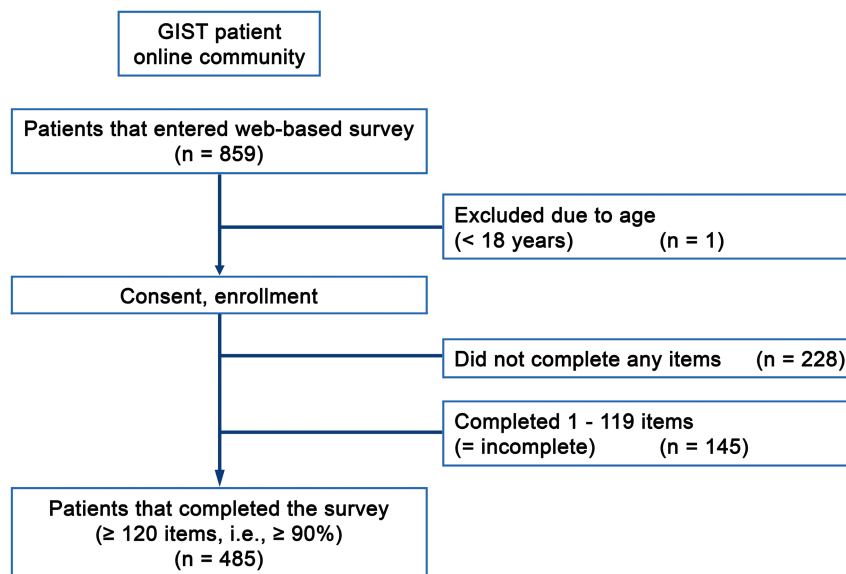 GIST patient
online community
Patients that entered web-based survey
(n = 859)
Excluded due to age
(< 18 years) (n = 1)
Consent, enrollment
Did not complete any items (n = 228)
Completed 1 - 119 items
(= incomplete) (n = 145)
Patients that completed the survey
(≥ 120 items, i.e., ≥ 90%)
(n = 485)